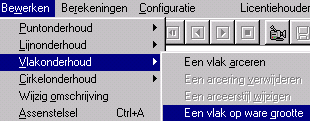 Bewerken Berekeningen Configuratie Licentiehouder
Puntonderhoud
Lijnonderhoud
Vlakonderhoud
Cirkelonderhoud
Wijzig omschrijving
Assenstelsel Ctrl+A
Een vlak arceren
Een arcering verwijderen
Een arceerstijl wijzigen
Een vlak op ware grootte